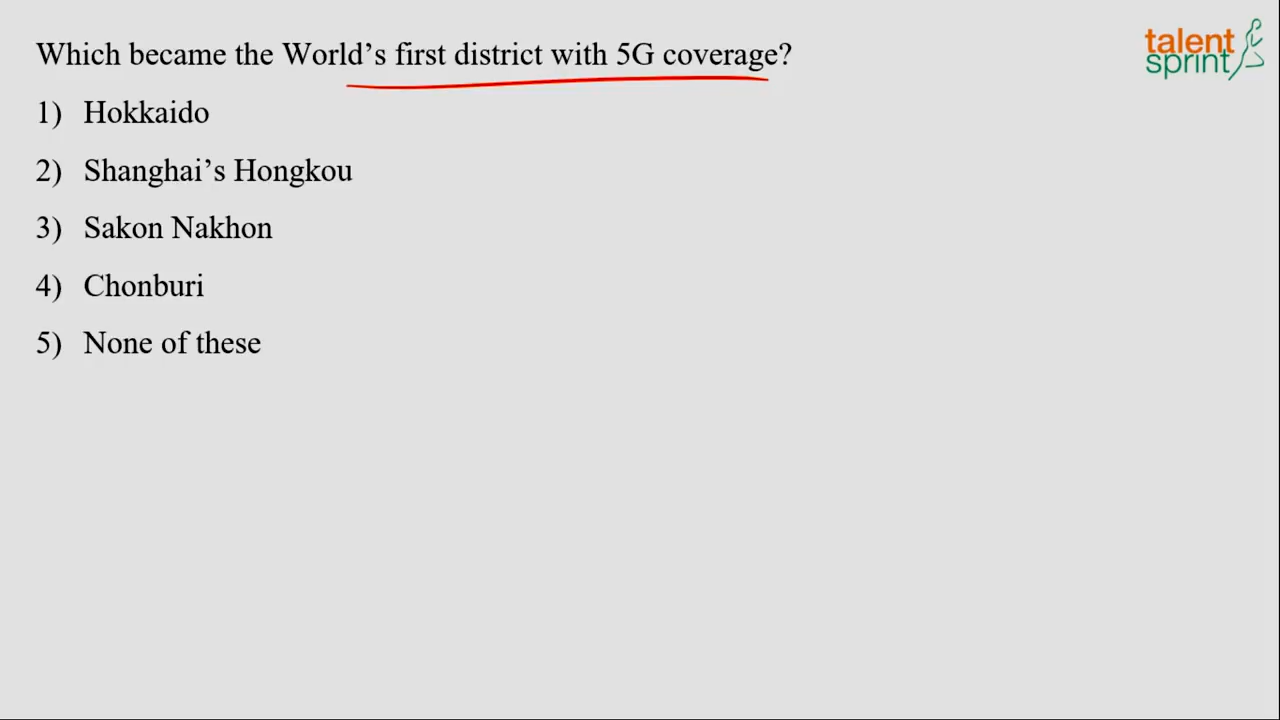 Which became the World's first district with 5G coverage?
talent
sprint
1) Hokkaido
2) Shanghai's Hongkou
3) Sakon Nakhon
4) Chonburi
5) None of these